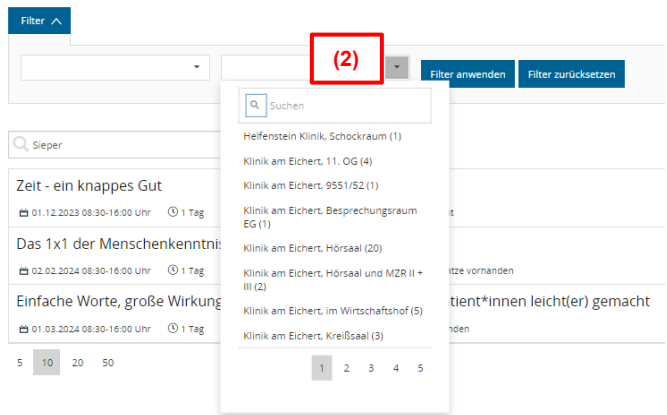 Filter
(2)
Filter anwenden
Filter zurücksetzen
Suchen
Helfenstein Klinik, Schockraum (1)
Klinik am Eichert, 11. OG (4)
Klinik am Eichert, 9551/52 (1)
Klinik am Eichert, Besprechungsraum
EG (1)
Klinik am Eichert, Hörsaal (20)
Klinik am Eichert, Hörsaal und MZR II +
III (2)
Klinik am Eichert, im Wirtschaftshof (5)
Klinik am Eichert, Kreißsaal (3)
1 2 3 4 5
Sieper
Zeit - ein knappes Gut
01.12.2023 08:30-16:00 Uhr 1 Tag
Das 1x1 der Menschenkenntni
02.02.2024 08:30-16:00 Uhr 1 Tag tze vorhanden
Einfache Worte, große Wirkung tient*innen leicht(er) gemacht
01.03.2024 08:30-16:00 Uhr 1 Tag nden
5 10 20 50